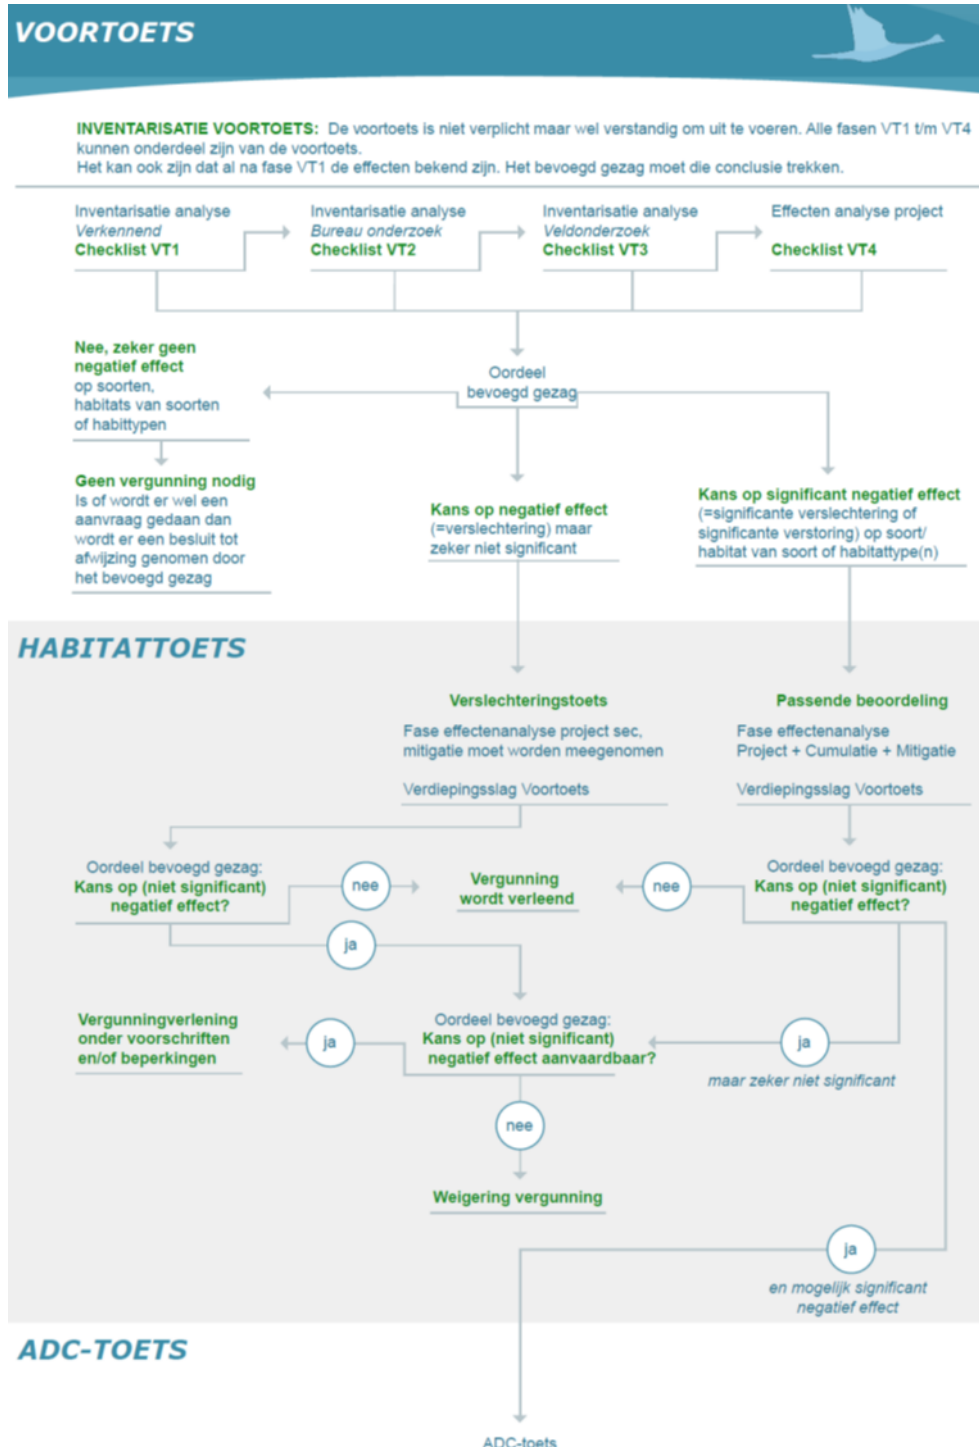 VOORTOETS
INVENTARISATIE VOORTOETS: De voortoets is niet verplicht maar wel verstandig om uit te voeren. Alle fasen VT1 t/m VT4
kunnen onderdeel zijn van de voortoets.
Het kan ook zijn dat al na fase VT1 de effecten bekend zijn. Het bevoegd gezag moet die conclusie trekken.
Inventarisatie analyse
Verkennend
Checklist VT1
Inventarisatie analyse
Bureau onderzoek
Checklist VT2
Inventarisatie analyse
Veldonderzoek
Checklist VT3
Effecten analyse project
Checklist VT4
Oordeel
bevoegd gezag
Nee, zeker geen
negatief effect
op soorten,
habitats van soorten
of habittypen
Geen vergunning nodig
Is of wordt er wel een
aanvraag gedaan dan
wordt er een besluit tot
afwijzing genomen door
het bevoegd gezag
Kans op negatief effect
(=verslechtering) maar
zeker niet significant
Kans op significant negatief effect
(=significante verslechtering of
significante verstoring) op soort/
habitat van soort of habitattype(n)
HABITATTOETS
Verslechteringstoets
Fase effectenanalyse project sec,
mitigatie moet worden meegenomen
Verdiepingsslag Voortoets
Passende beoordeling
Fase effectenanalyse
Project + Cumulatie + Mitigatie
Verdiepingsslag Voortoets
Oordeel bevoegd gezag:
Kans op (niet significant)
negatief effect?
nee
Vergunning
wordt verleend
nee
Oordeel bevoegd gezag:
Kans op (niet significant)
negatief effect?
ja
Vergunningverlening
onder voorschriften
en/of beperkingen
ja
Oordeel bevoegd gezag:
Kans op (niet significant)
negatief effect aanvaardbaar?
ja
maar zeker niet significant
nee
Weigering vergunning
ja
en mogelijk significant
negatief effect
ADC-TOETS
ADC-toets